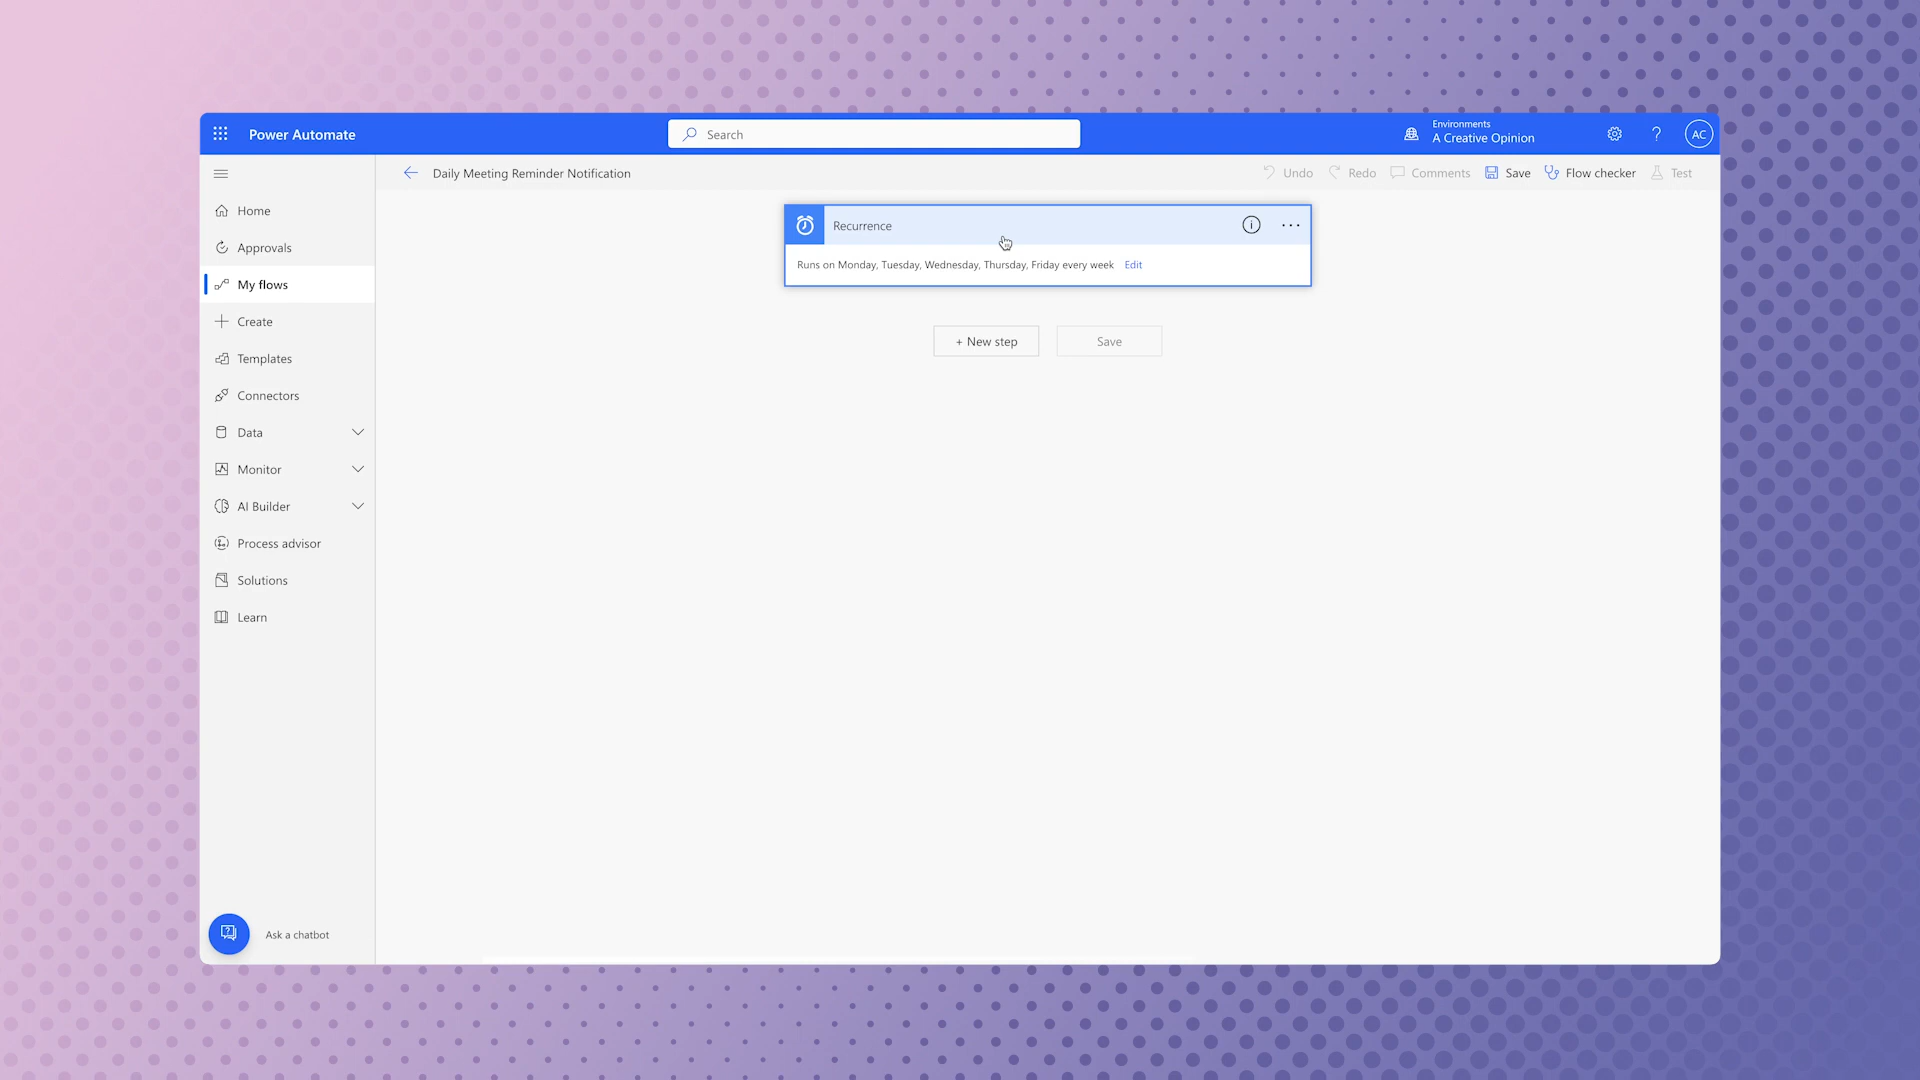 Power Automate
Search
Environments
A Creative Opinion
?
AC
Daily Meeting Reminder Notification
Undo
Redo
Comments
Save
Flow checker
Test
Home
Approvals
My flows
Create
Templates
Connectors
Data
Monitor
AI Builder
Process advisor
Solutions
Learn
Ask a chatbot
Recurrence
Runs on Monday, Tuesday, Wednesday, Thursday, Friday every week Edit
+ New step
Save